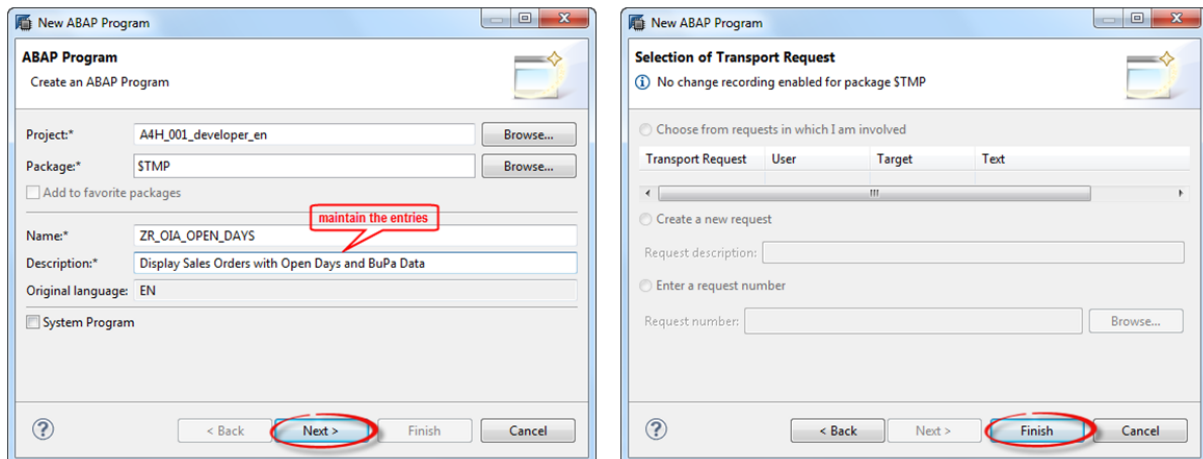 New ABAP Program
ABAP Program
Create an ABAP Program
Project:* A4H_001_developer_en Browse...
Package:* $TMP Browse...
Add to favorite packages
maintain the entries
Name:* ZR_OIA_OPEN_DAYS
Description:* Display Sales Orders with Open Days and BuPa Data
Original language: EN
System Program
? < Back Next > Finish Cancel
New ABAP Program
Selection of Transport Request
No change recording enabled for package $TMP
Choose from requests in which I am involved
Transport Request User Target Text
Create a new request
Request description:
Enter a request number
Request number: Browse...
? < Back Next > Finish Cancel